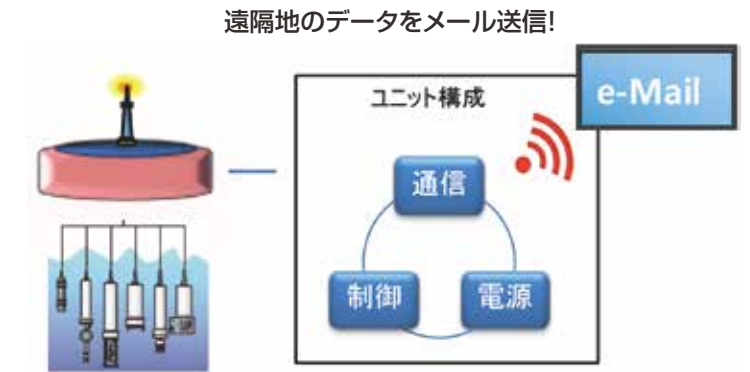 遠隔地のデータをメール送信!
ユニット構成
e-Mail
通信
制御
電源